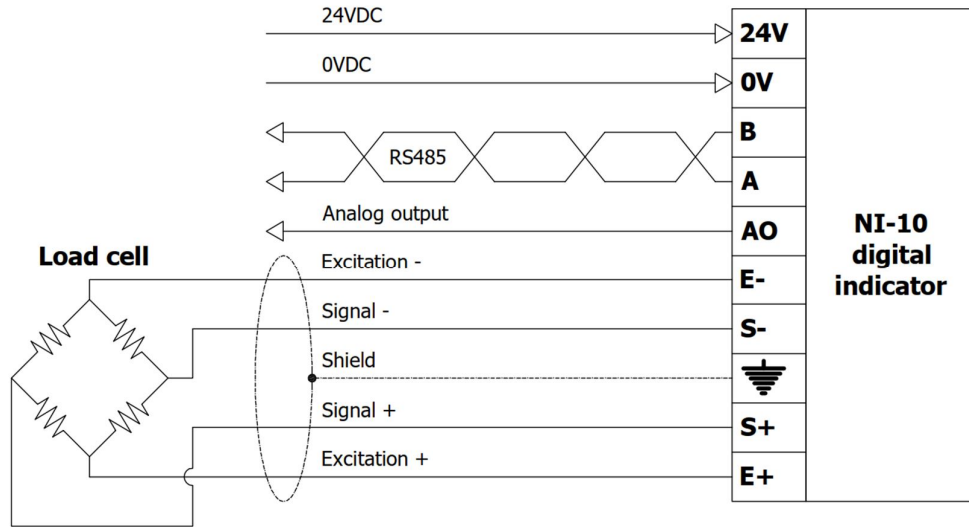 24VDC
24V
0VDC
0V
B
RS485
A
Analog output
AO
NI-10
digital
indicator
Load cell
Excitation -
E-
Signal -
S-
Shield
Signal +
S+
Excitation +
E+